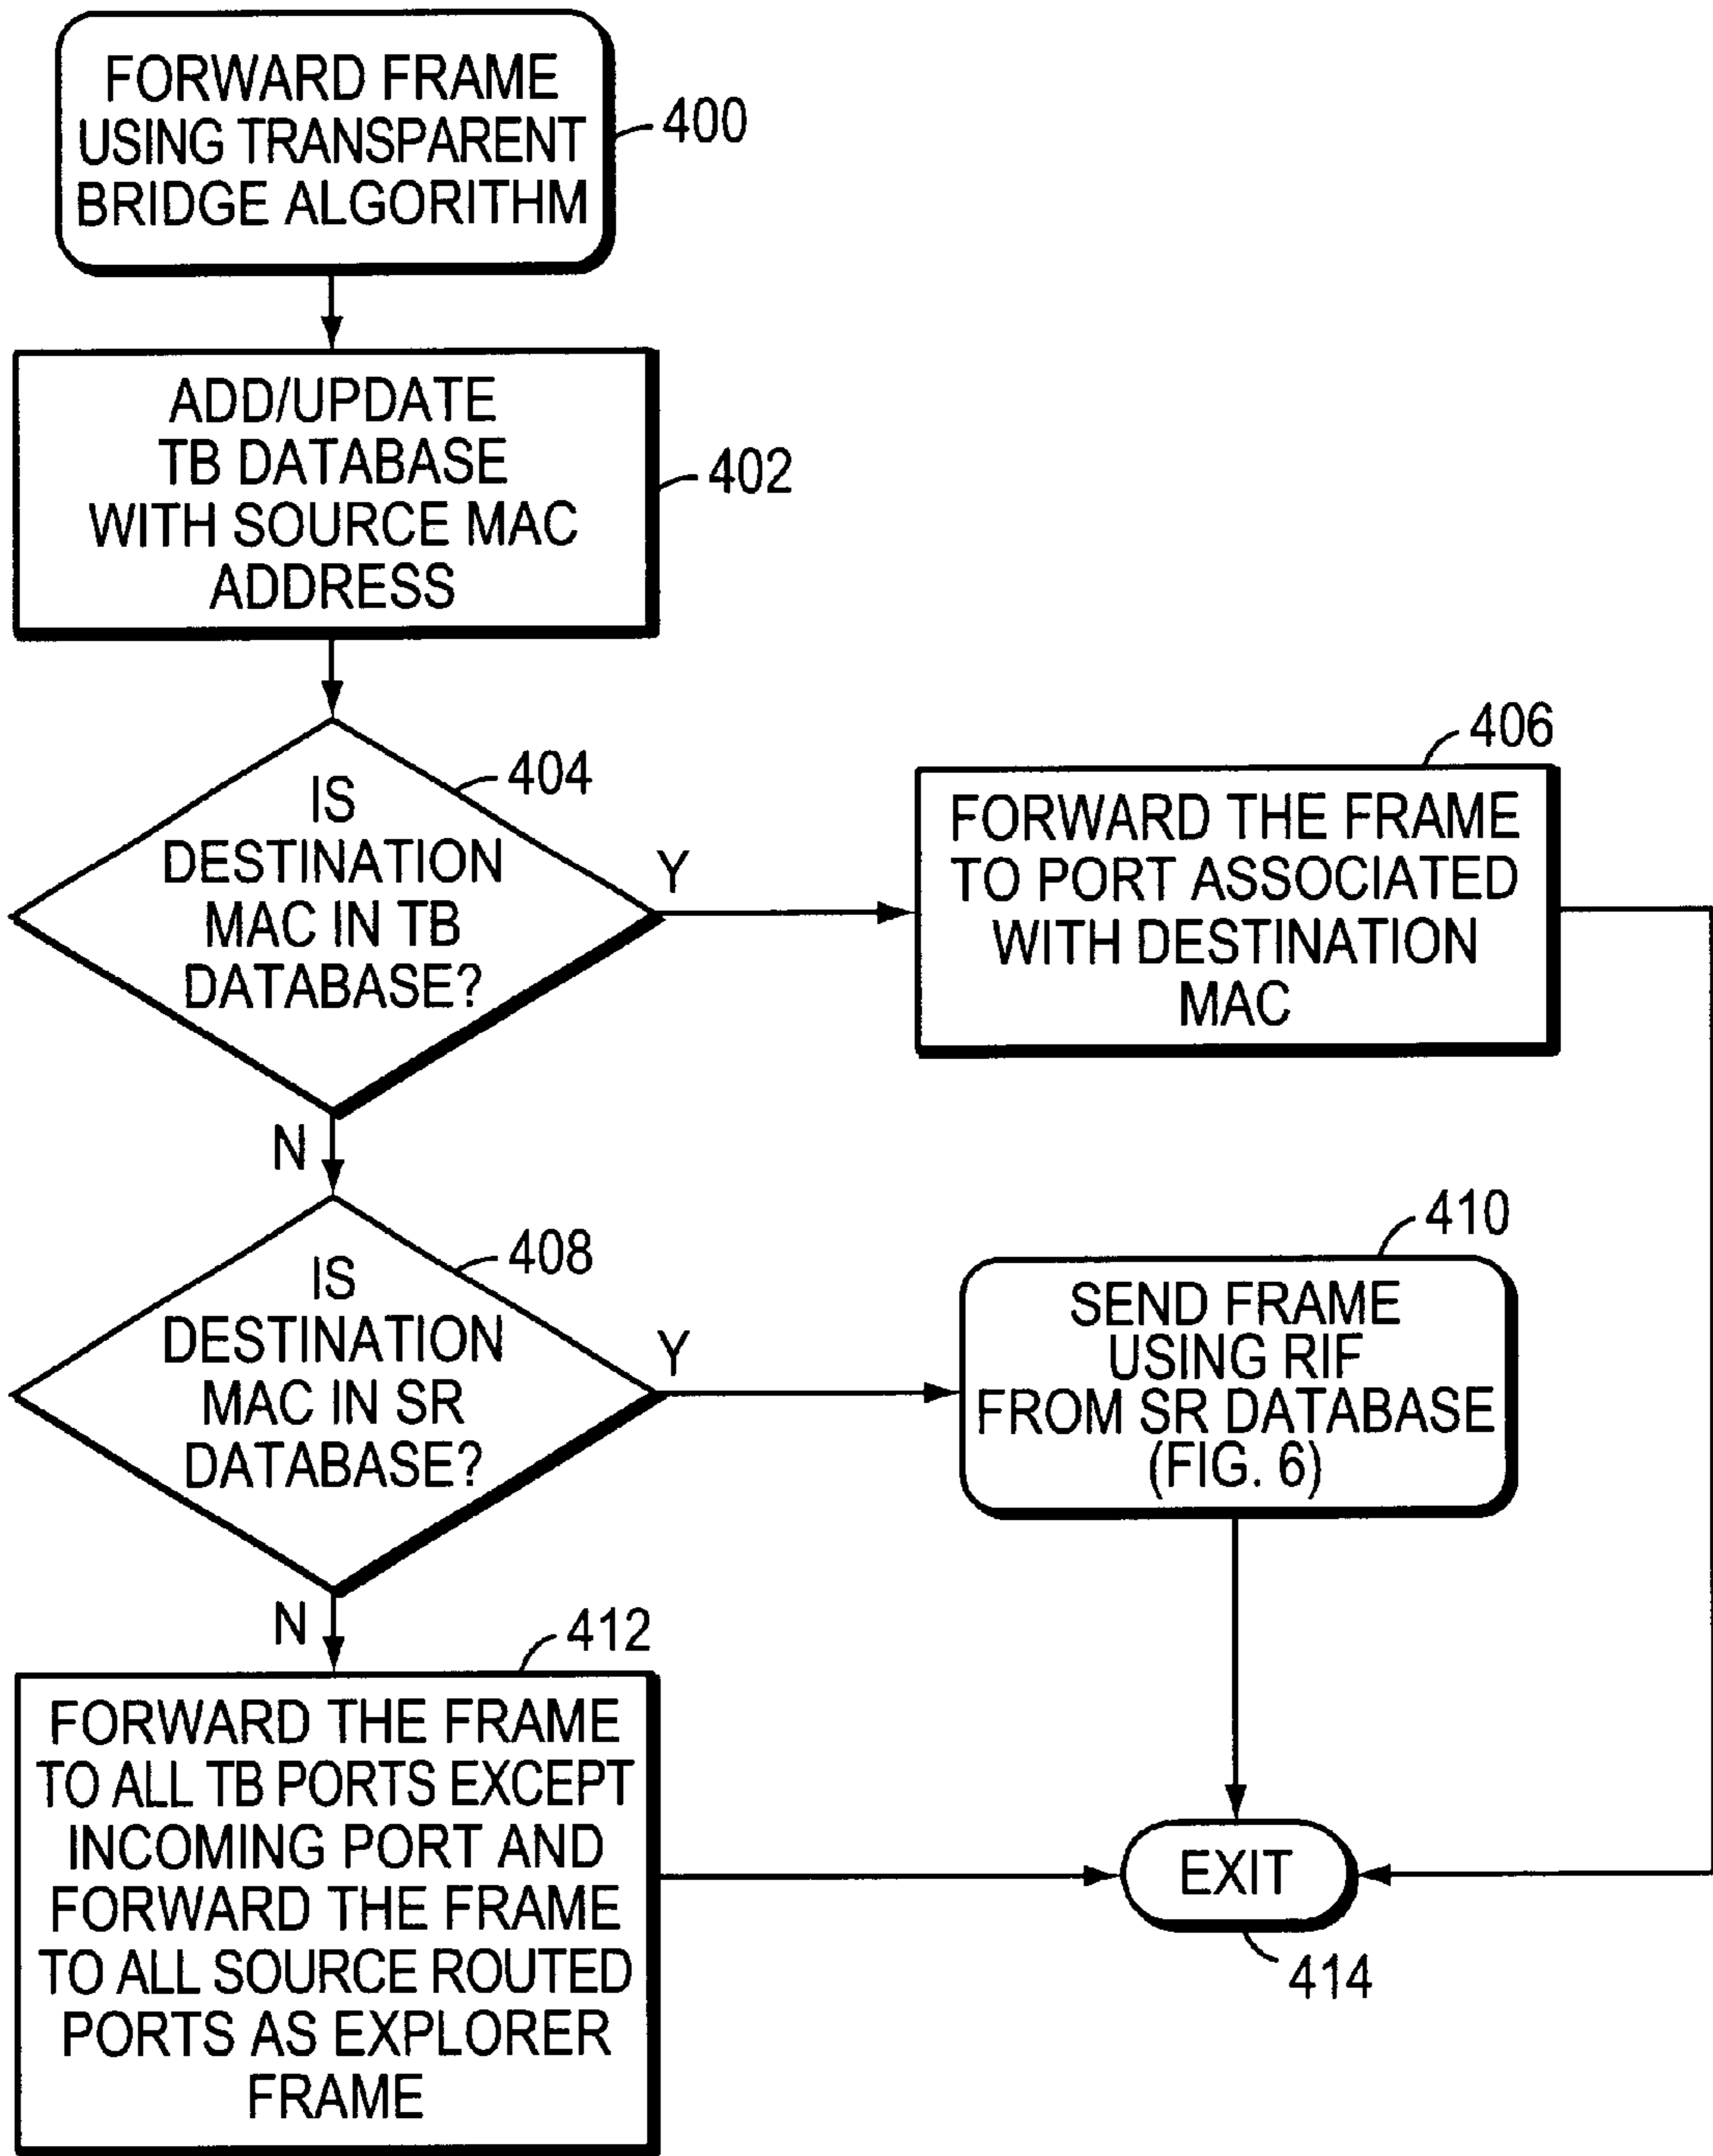 FORWARD FRAME
USING TRANSPARENT
BRIDGE ALGORITHM
400
ADD/UPDATE
TB DATABASE
WITH SOURCE MAC
ADDRESS
402
IS
DESTINATION
MAC IN TB
DATABASE?
404
Y
N
406
FORWARD THE FRAME
TO PORT ASSOCIATED
WITH DESTINATION
MAC
IS
DESTINATION
MAC IN SR
DATABASE?
408
Y
N
410
SEND FRAME
USING RIF
FROM SR DATABASE
(FIG. 6)
412
FORWARD THE FRAME
TO ALL TB PORTS EXCEPT
INCOMING PORT AND
FORWARD THE FRAME
TO ALL SOURCE ROUTED
PORTS AS EXPLORER
FRAME
EXIT
414